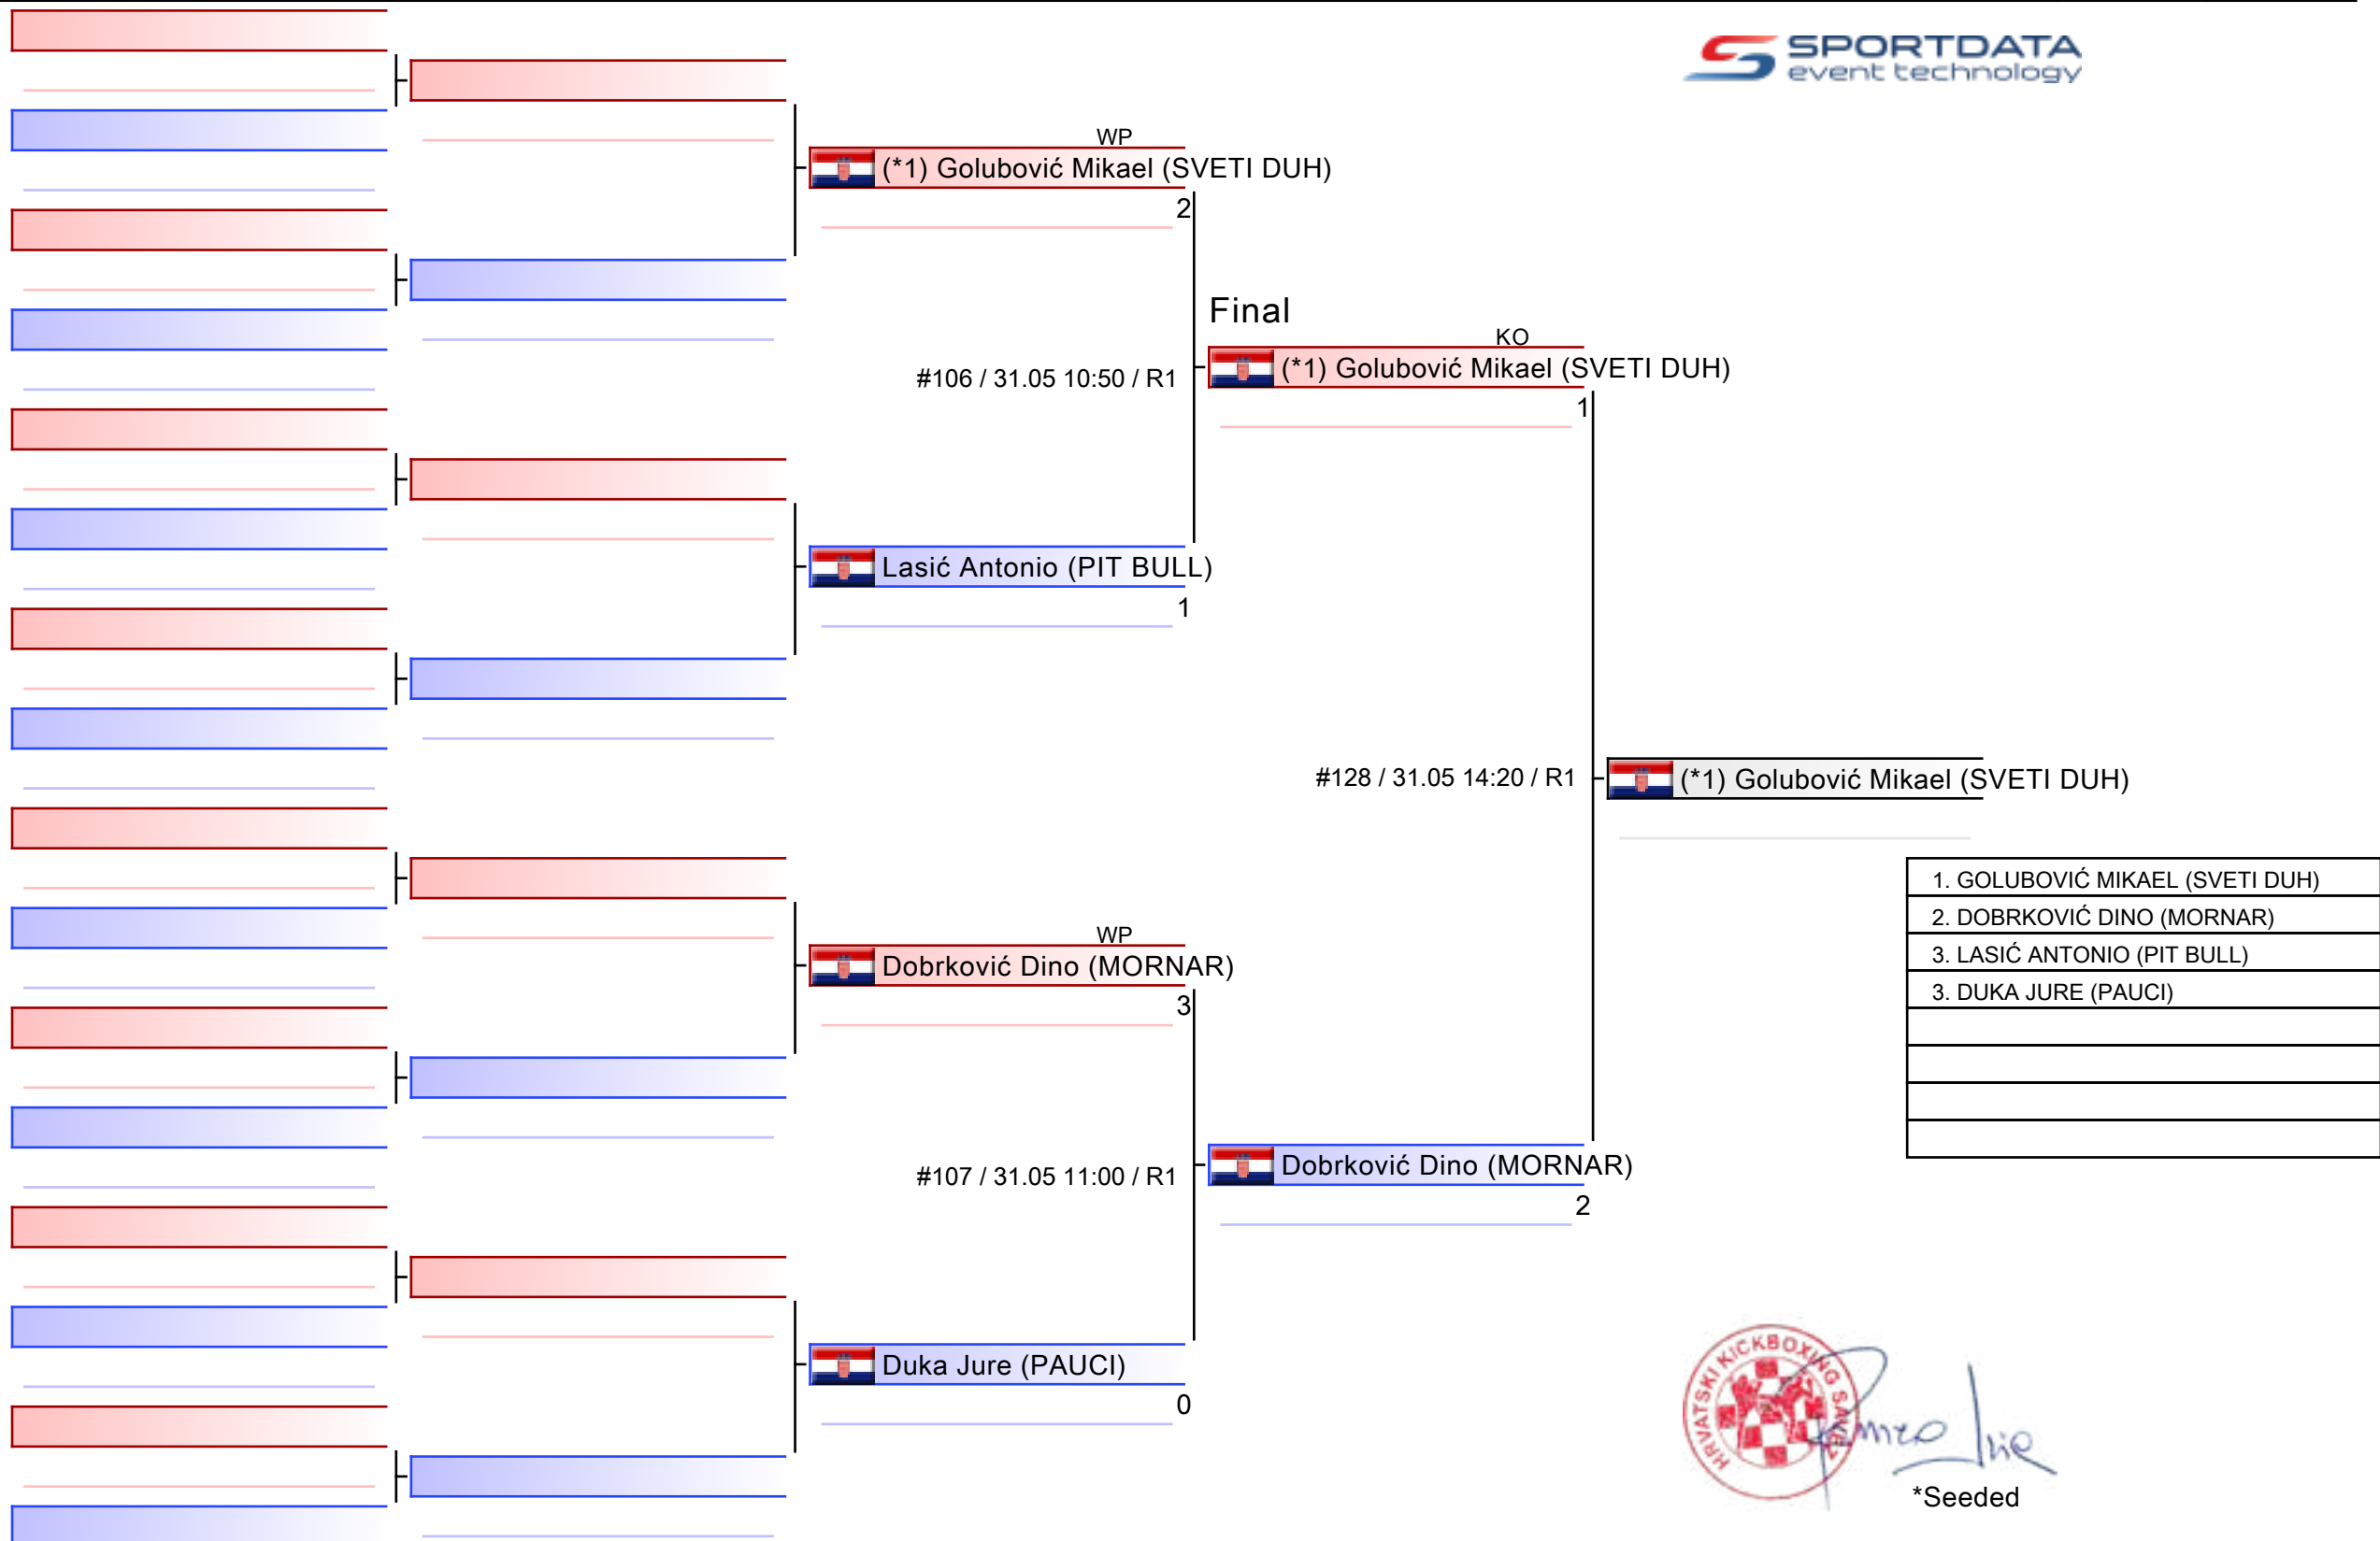 SPORTDATA
event technology
WP
(*1) Golubović Mikael (SVETI DUH)
2
Final
KO
#106 / 31.05 10:50 / R1
(*1) Golubović Mikael (SVETI DUH)
1
Lasić Antonio (PIT BULL)
1
#128 / 31.05 14:20 / R1
(*1) Golubović Mikael (SVETI DUH)
1. GOLUBOVIĆ MIKAEL (SVETI DUH)
2. DOBRKOVIĆ DINO (MORNAR)
3. LASIĆ ANTONIO (PIT BULL)
3. DUKA JURE (PAUCI)
WP
Dobrković Dino (MORNAR)
3
#107 / 31.05 11:00 / R1
Dobrković Dino (MORNAR)
2
Duka Jure (PAUCI)
0
HRVATSKI KICKBOXING SAVEZ
*Seeded